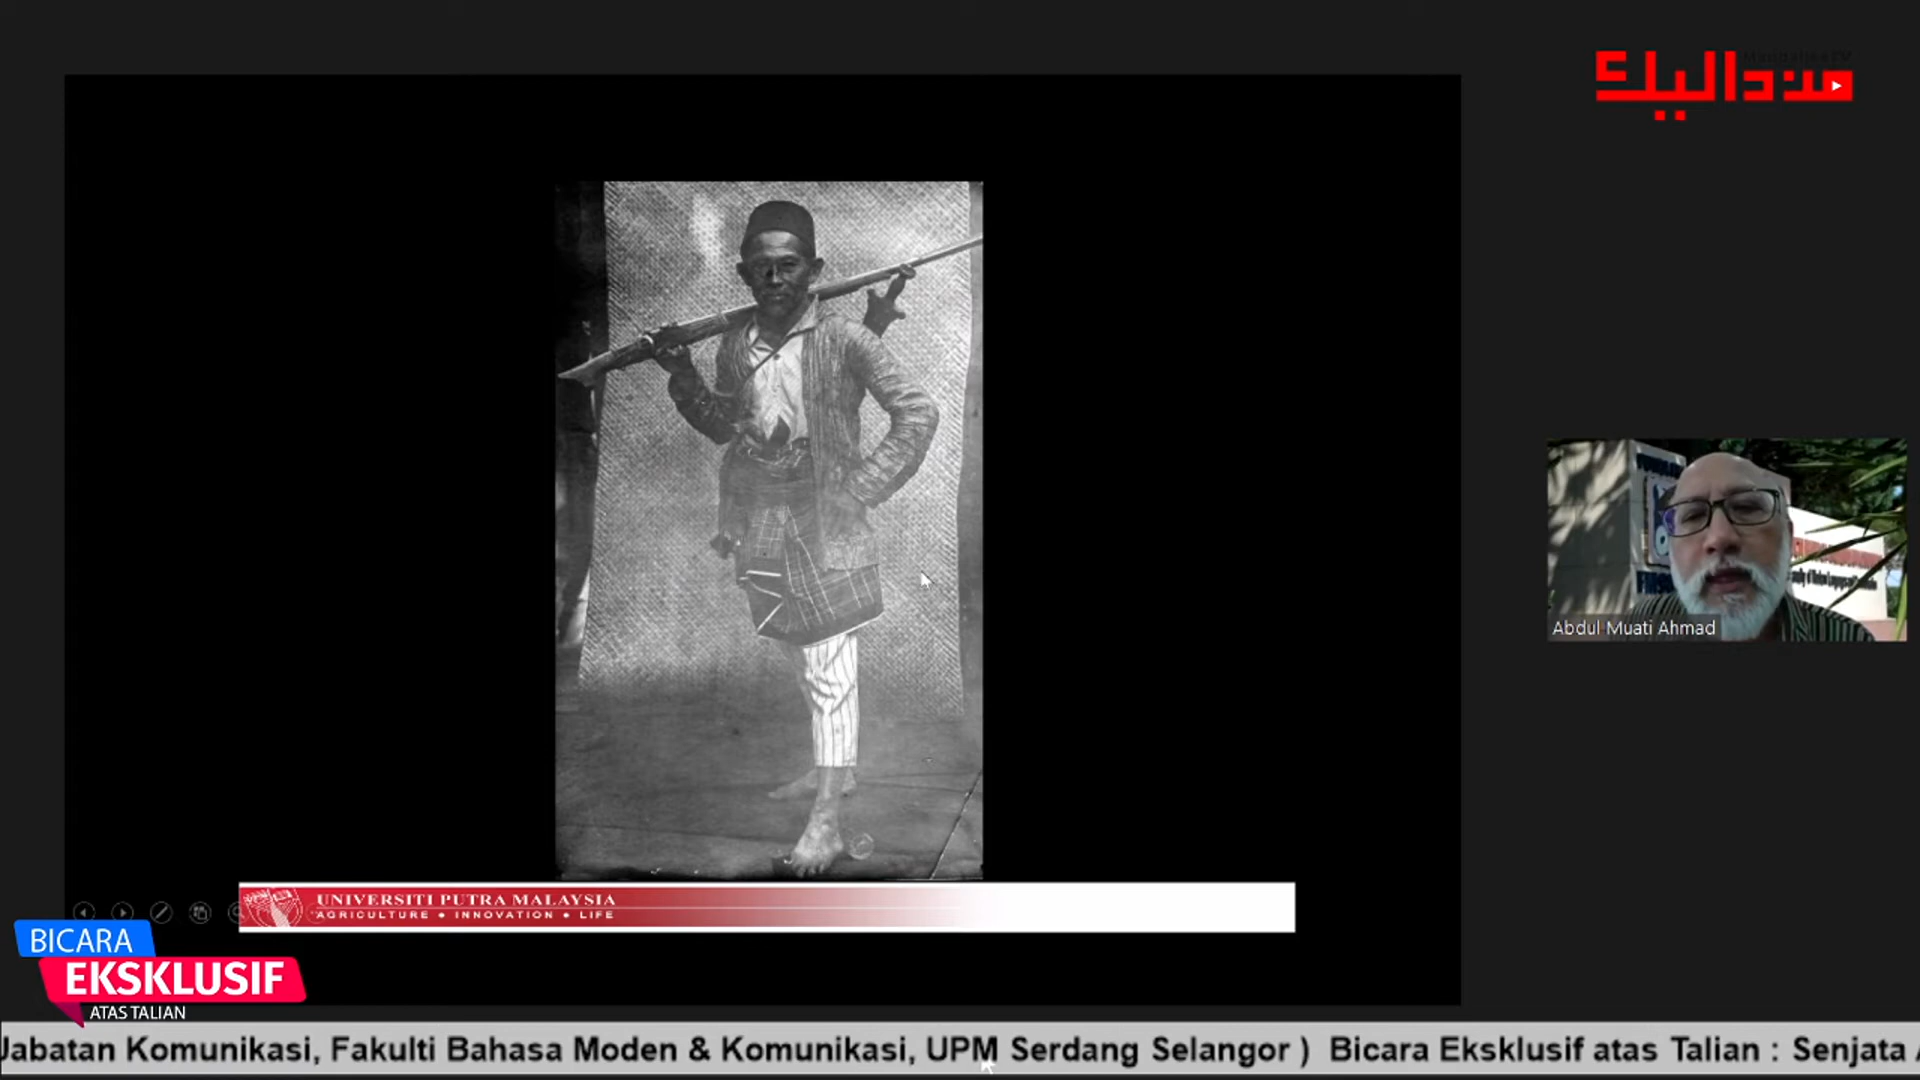 منداليك
UNIVERSITI PUTRA MALAYSIA
AGRICULTURE • INNOVATION • LIFE
Abdul Muati Ahmad
BICARA
EKSKLUSIF
ATAS TALIAN
Jabatan Komunikasi, Fakulti Bahasa Moden & Komunikasi, UPM Serdang Selangor ) Bicara Eksklusif atas Talian : Senjata